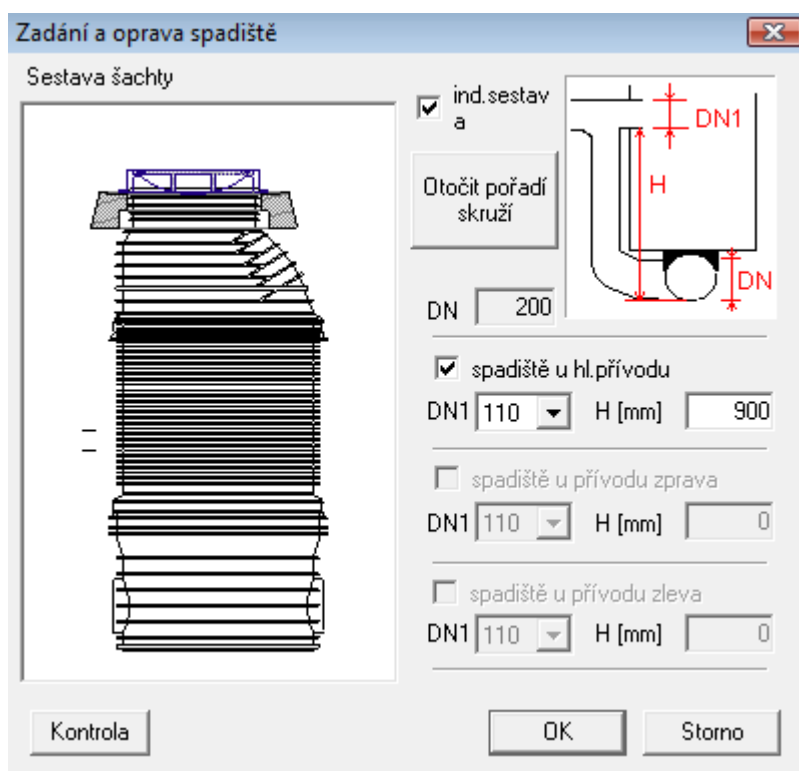 Zadání a oprava spadiště
Sestava šachty
ind.sestav
a
DN1
Otočit pořadí
skruží
H
DN
DN 200
spadiště u hl.přívodu
DN1 110 H [mm] 900
spadiště u přívodu zprava
DN1 110 H [mm] 0
spadiště u přívodu zleva
DN1 110 H [mm] 0
Kontrola OK Storno